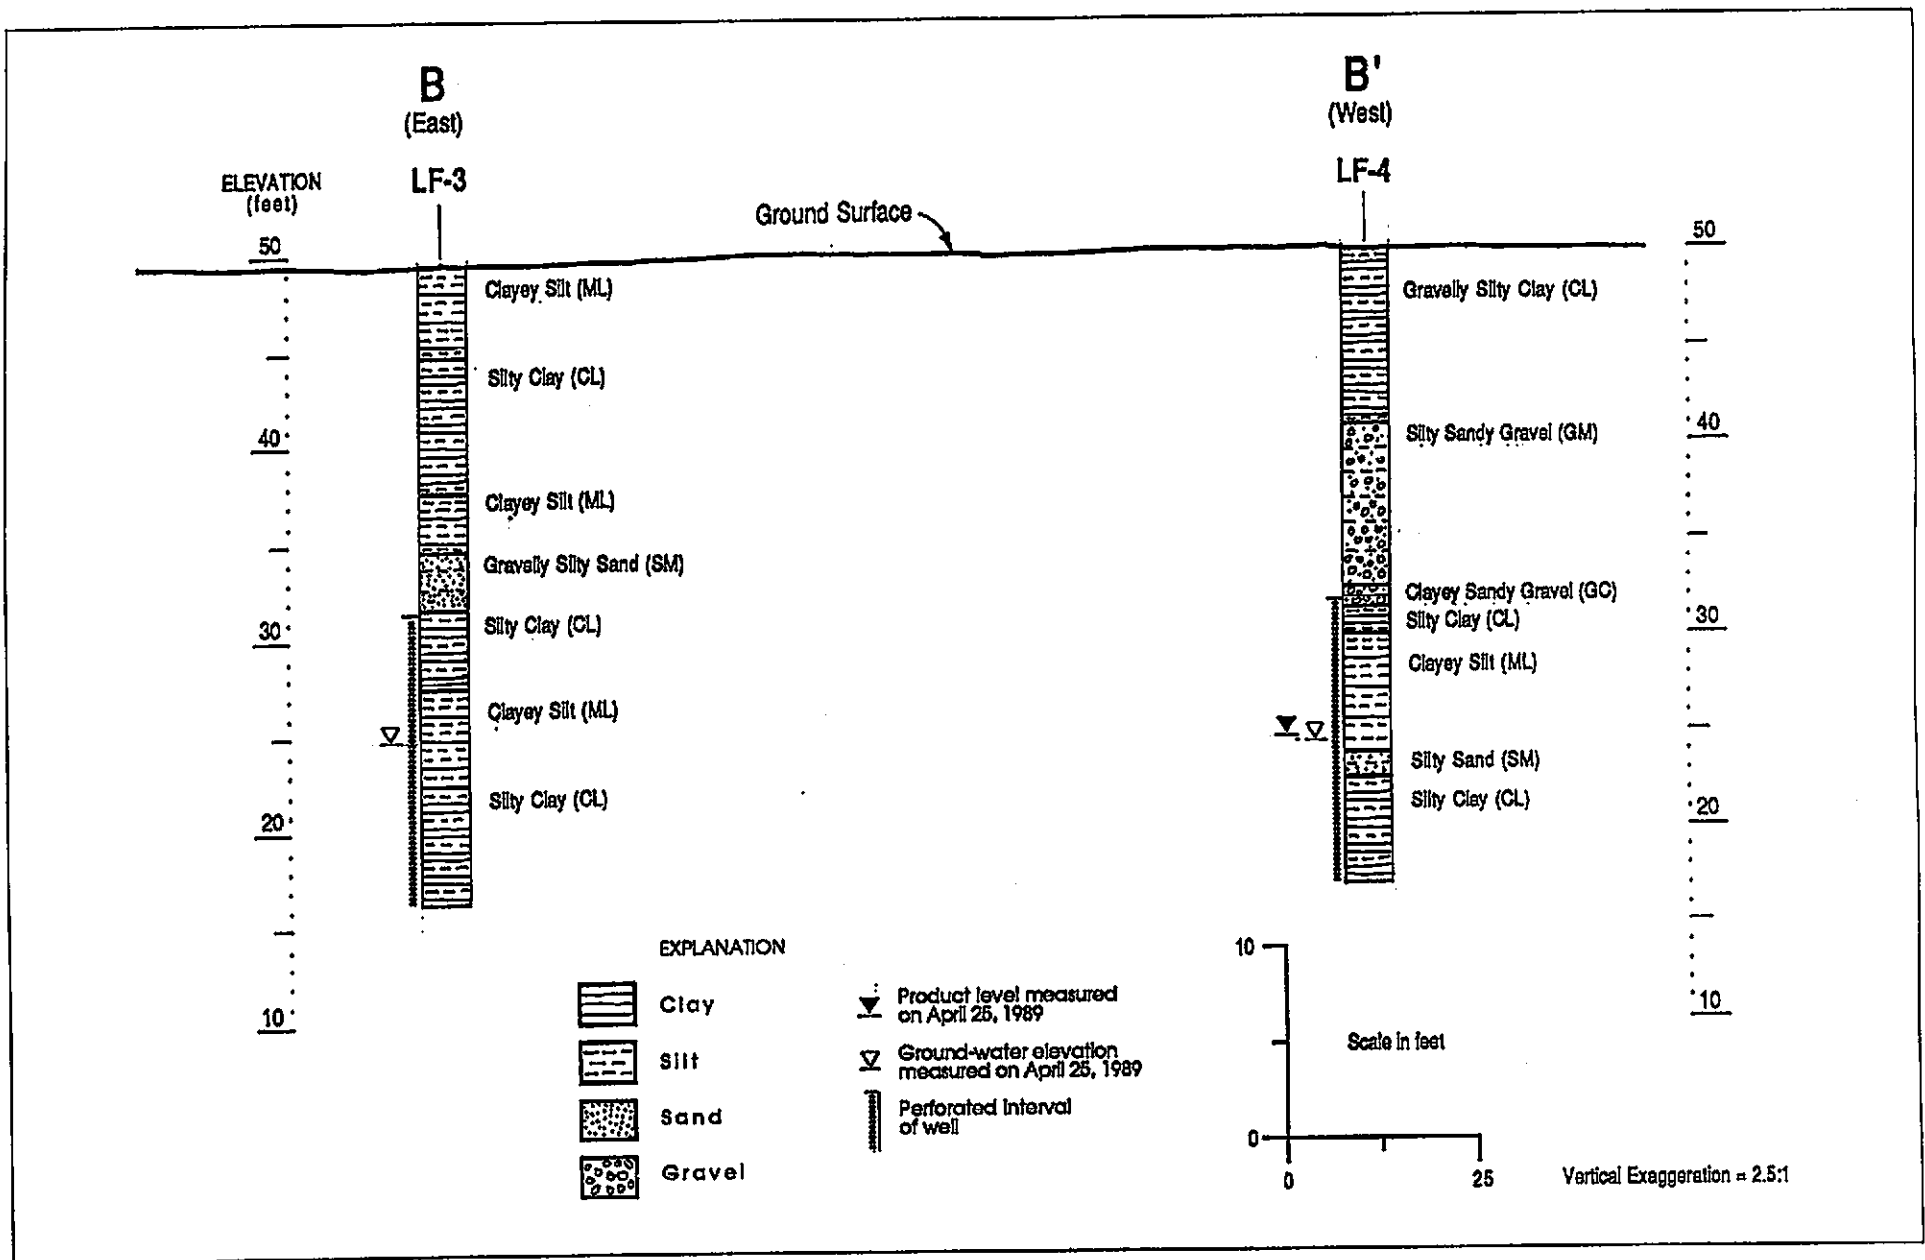 B
(East)
LF-3
B'
(West)
LF-4
ELEVATION
(feet)
Ground Surface
50
40
30
20
10
Clayey Silt (ML)
Silty Clay (CL)
Clayey Silt (ML)
Gravelly Silty Sand (SM)
Silty Clay (CL)
Clayey Silt (ML)
Silty Clay (CL)
Gravelly Silty Clay (CL)
Silty Sandy Gravel (GM)
Clayey Sandy Gravel (GC)
Silty Clay (CL)
Clayey Silt (ML)
Silty Sand (SM)
Silty Clay (CL)
50
40
30
20
10
EXPLANATION
Clay
Silt
Sand
Gravel
Product level measured
on April 25, 1989
Ground-water elevation
measured on April 25, 1989
Perforated interval
of well
10
0
0
25
Scale in feet
Vertical Exaggeration = 2.5:1